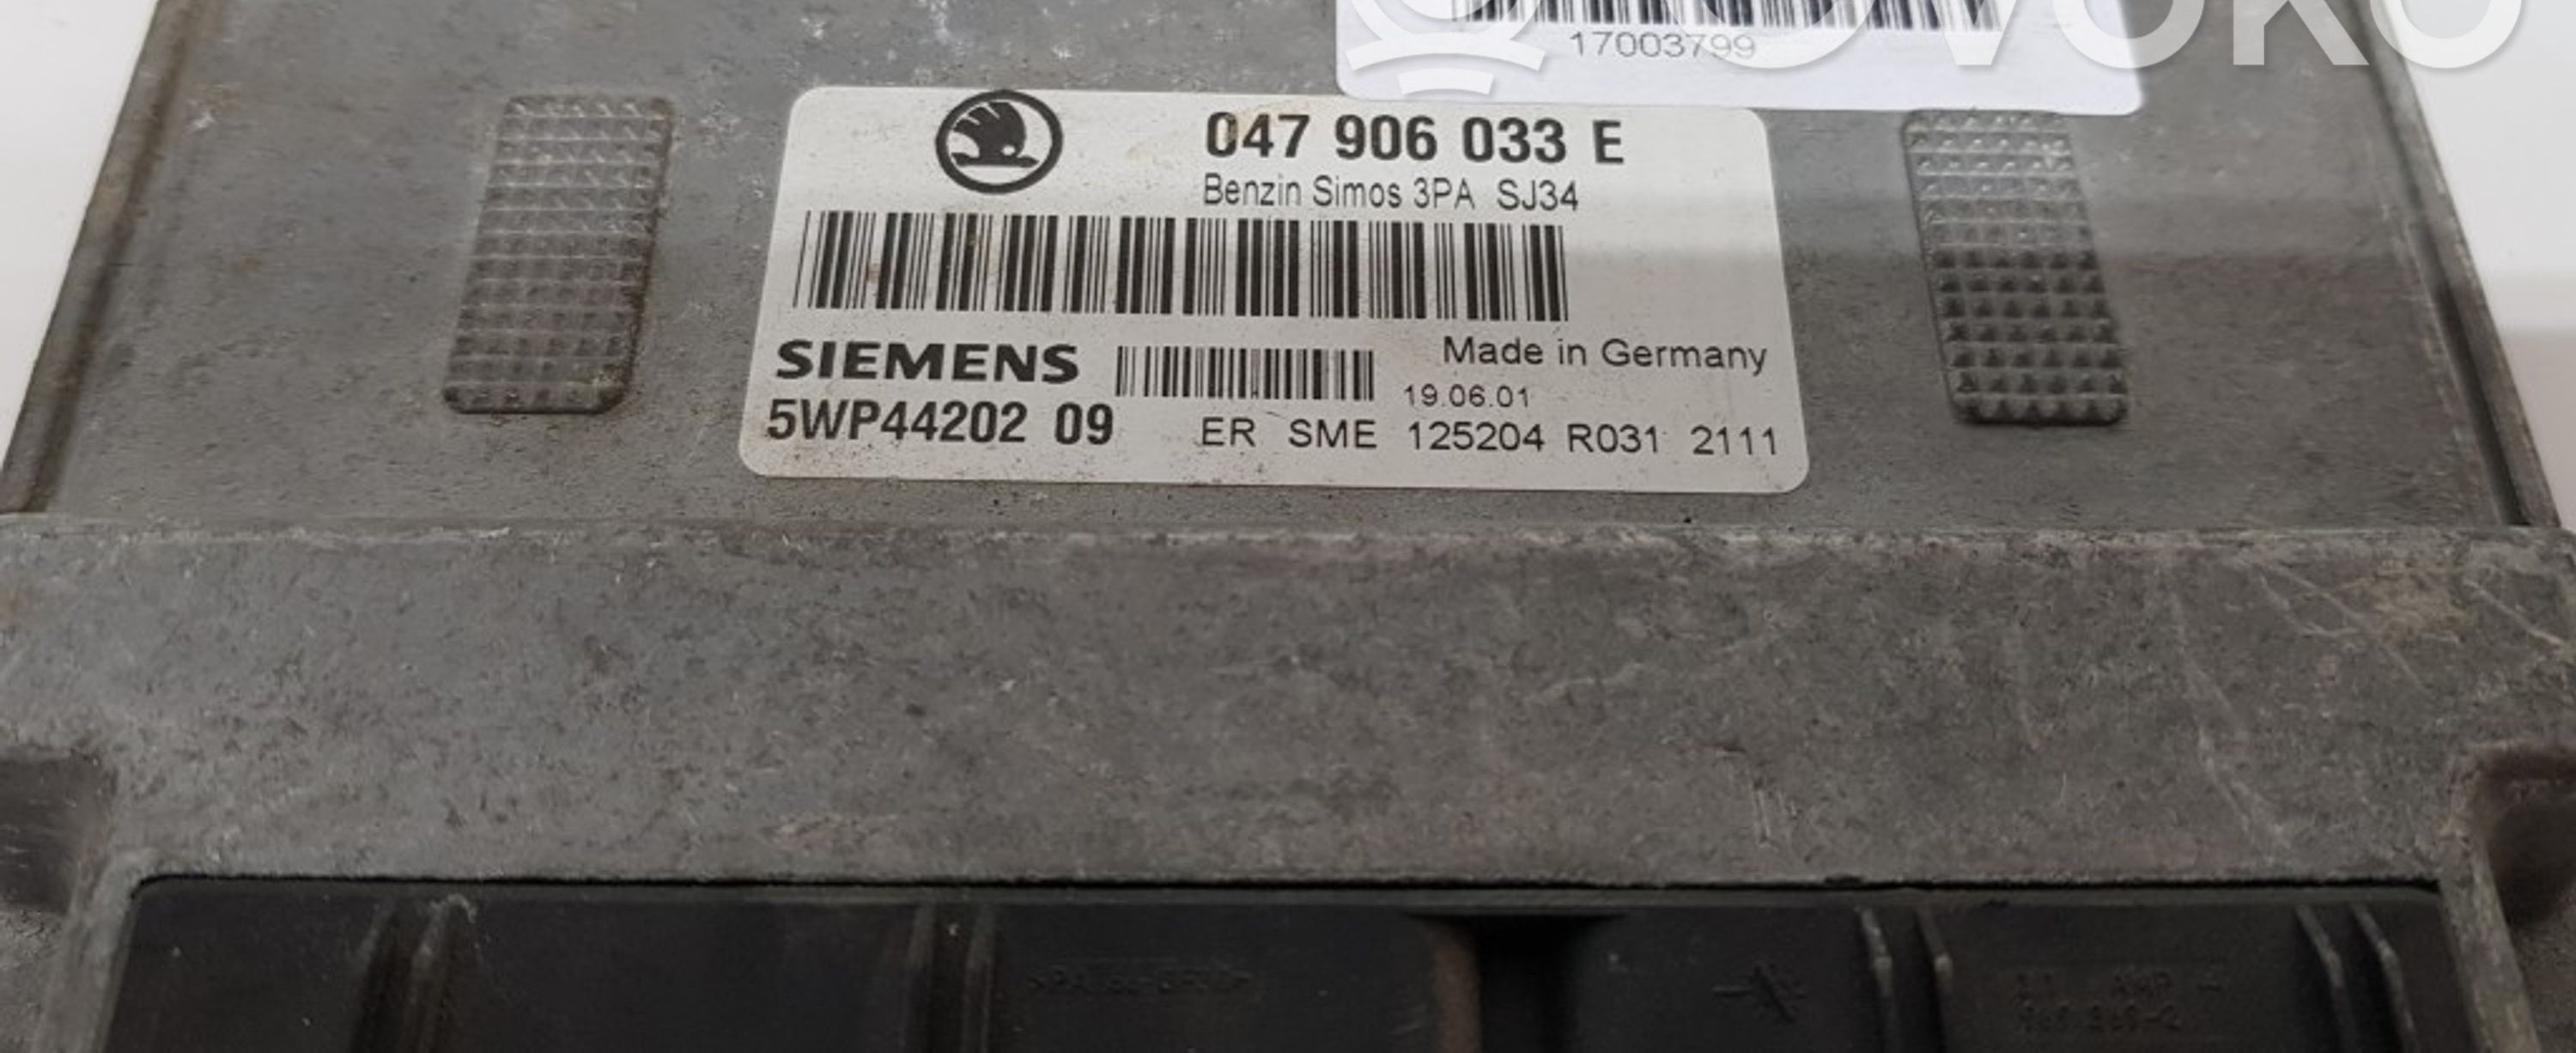 17003799
047 906 033 E
Benzin Simos 3PA SJ34
SIEMENS
Made in Germany
19.06.01
5WP44202 09
ER SME 125204 R031 2111